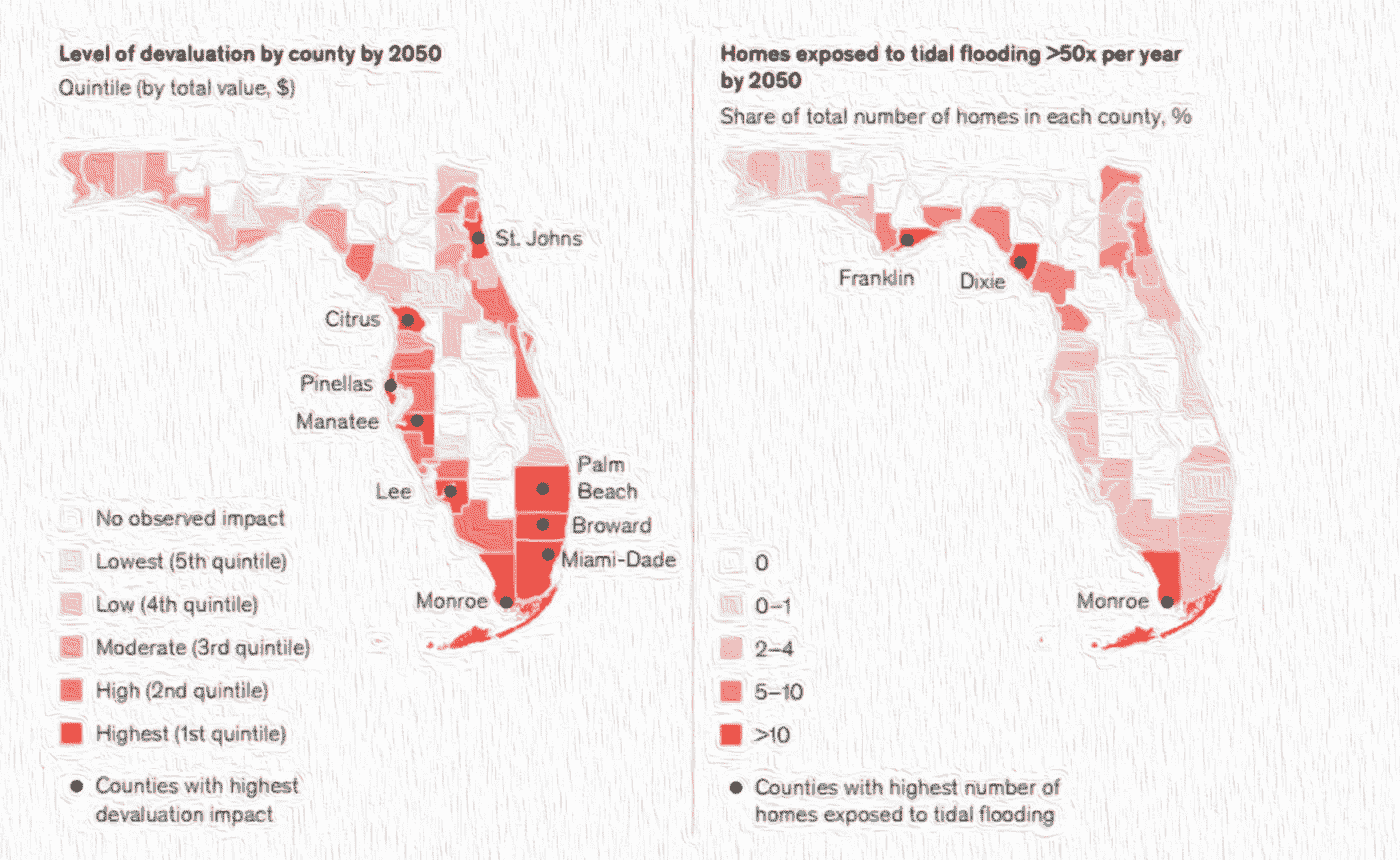 Level of devaluation by county by 2050
Quintile (by total value, $)
St. Johns
Citrus
Pinellas
Manatee
Palm
Beach
Lee
Broward
Miami-Dade
Monroe
No observed impact
Lowest (5th quintile)
Low (4th quintile)
Moderate (3rd quintile)
High (2nd quintile)
Highest (1st quintile)
Counties with highest
devaluation impact
Homes exposed to tidal flooding >50x per year
by 2050
Share of total number of homes in each county, %
Franklin
Dixie
Monroe
0
0–1
2–4
5–10
>10
Counties with highest number of
homes exposed to tidal flooding